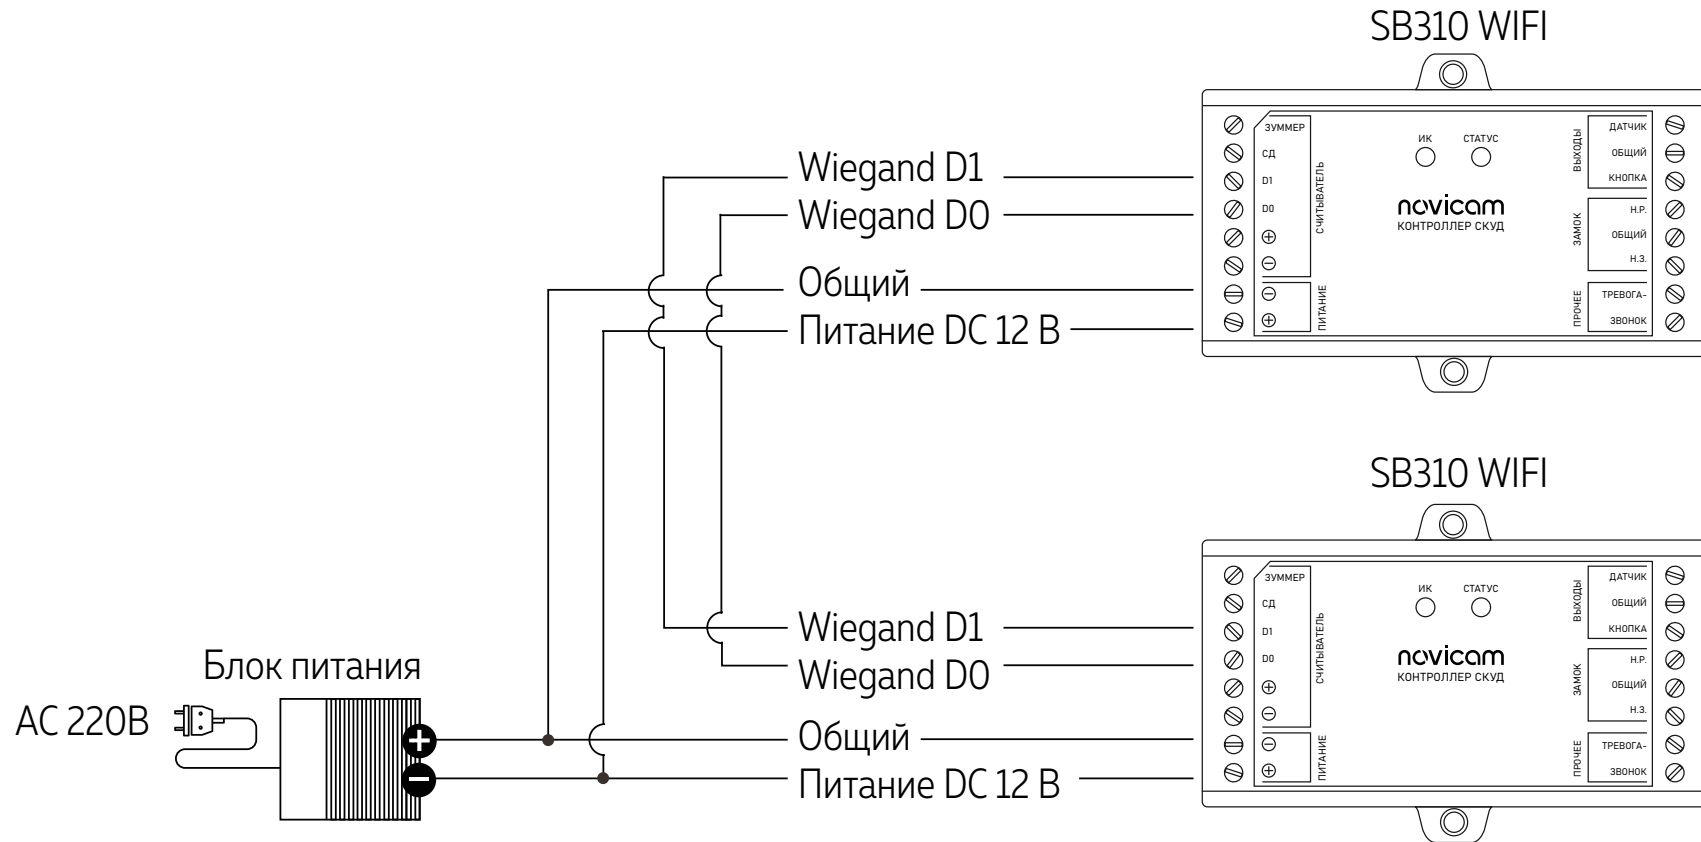 SB310 WIFI
ЗУММЕР
СД
D1
D0
+
-
СЧИТЫВАТЕЛЬ
-
+
ПИТАНИЕ
ИК
СТАТУС
novicam
КОНТРОЛЛЕР СКУД
ВЫХОДЫ
ДАТЧИК
ОБЩИЙ
КНОПКА
ЗАМОК
Н.Р.
ОБЩИЙ
Н.З.
ПРОЧЕЕ
ТРЕВОГА-
ЗВОНОК
Wiegand D1
Wiegand D0
Общий
Питание DC 12 В
SB310 WIFI
ЗУММЕР
СД
D1
D0
+
-
СЧИТЫВАТЕЛЬ
-
+
ПИТАНИЕ
ИК
СТАТУС
novicam
КОНТРОЛЛЕР СКУД
ВЫХОДЫ
ДАТЧИК
ОБЩИЙ
КНОПКА
ЗАМОК
Н.Р.
ОБЩИЙ
Н.З.
ПРОЧЕЕ
ТРЕВОГА-
ЗВОНОК
Wiegand D1
Wiegand D0
Общий
Питание DC 12 В
Блок питания
AC 220В
+
-